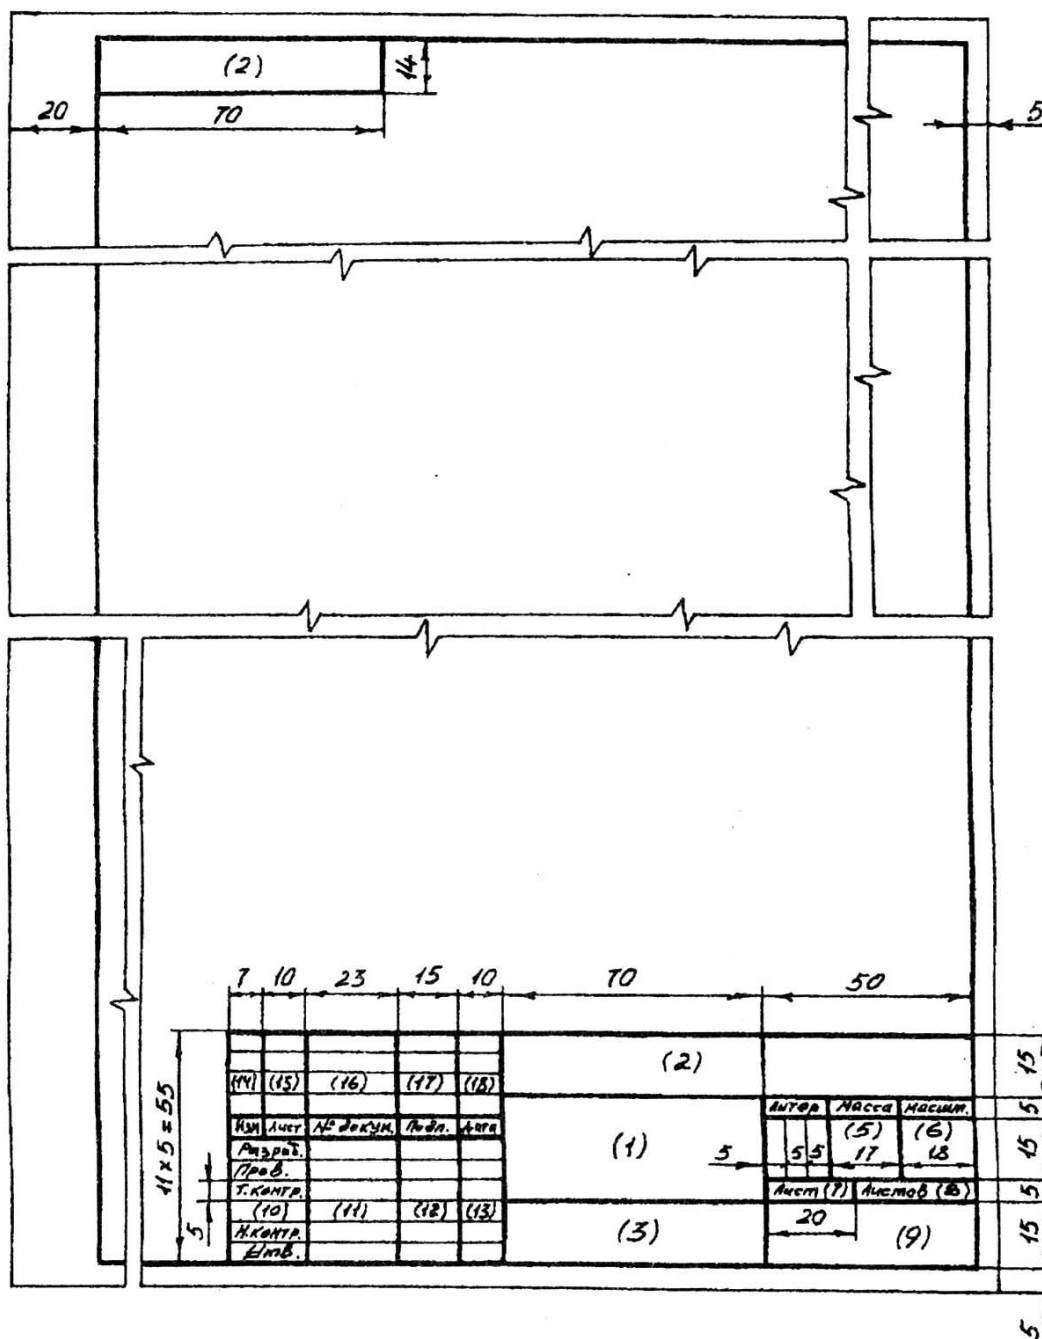 (2)
14
20
70
5
7 10 23 15 10 70 50
(2)
15
(14) (15) (16) (17) (18)
Литер Масса Масшт.
5
(5) (6)
Изм Лист № докум. Подп. Дата
11 x 5 = 55
Разраб.
(1)
5
5 5
17
18
15
Пров.
Т.контр.
Лист (7) Листов (8)
5
(10) (11) (12) (13)
5
20
Н.контр.
(3)
(9)
15
Утв.
5